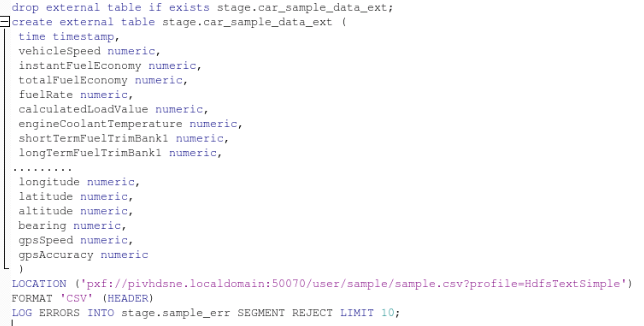 drop external table if exists stage.car_sample_data_ext;
create external table stage.car_sample_data_ext (
time timestamp,
vehicleSpeed numeric,
instantFuelEconomy numeric,
totalFuelEconomy numeric,
fuelRate numeric,
calculatedLoadValue numeric,
engineCoolantTemperature numeric,
shortTermFuelTrimBank1 numeric,
longTermFuelTrimBank1 numeric,
.........
longitude numeric,
latitude numeric,
altitude numeric,
bearing numeric,
gpsSpeed numeric,
gpsAccuracy numeric
)
LOCATION ('pxf://pivhdsne.localdomain:50070/user/sample/sample.csv?profile=HdfsTextSimple')
FORMAT 'CSV' (HEADER)
LOG ERRORS INTO stage.sample_err SEGMENT REJECT LIMIT 10;